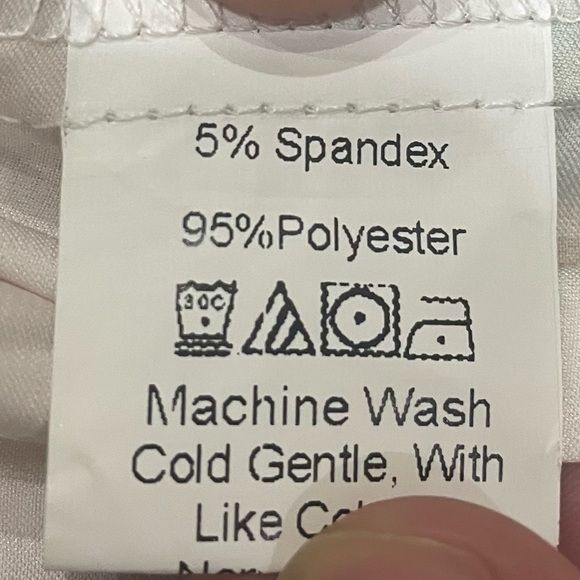 5% Spandex
95%Polyester
30C
Machine Wash
Cold Gentle, With
Like